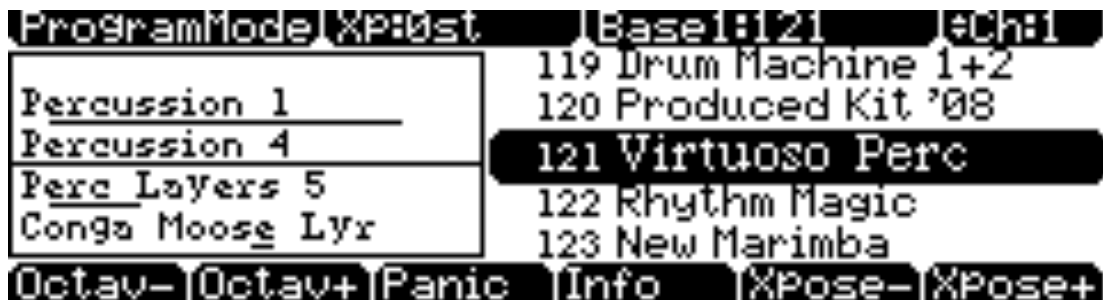 ProgramMode Xp:0st Base1:121 Ch:1
Percussion 1
Percussion 4
Perc Layers 5
Conga Moose Lyr
119 Drum Machine 1+2
120 Produced Kit '08
121 Virtuoso Perc
122 Rhythm Magic
123 New Marimba
Octav- Octav+ Panic Info Xpose- Xpose+